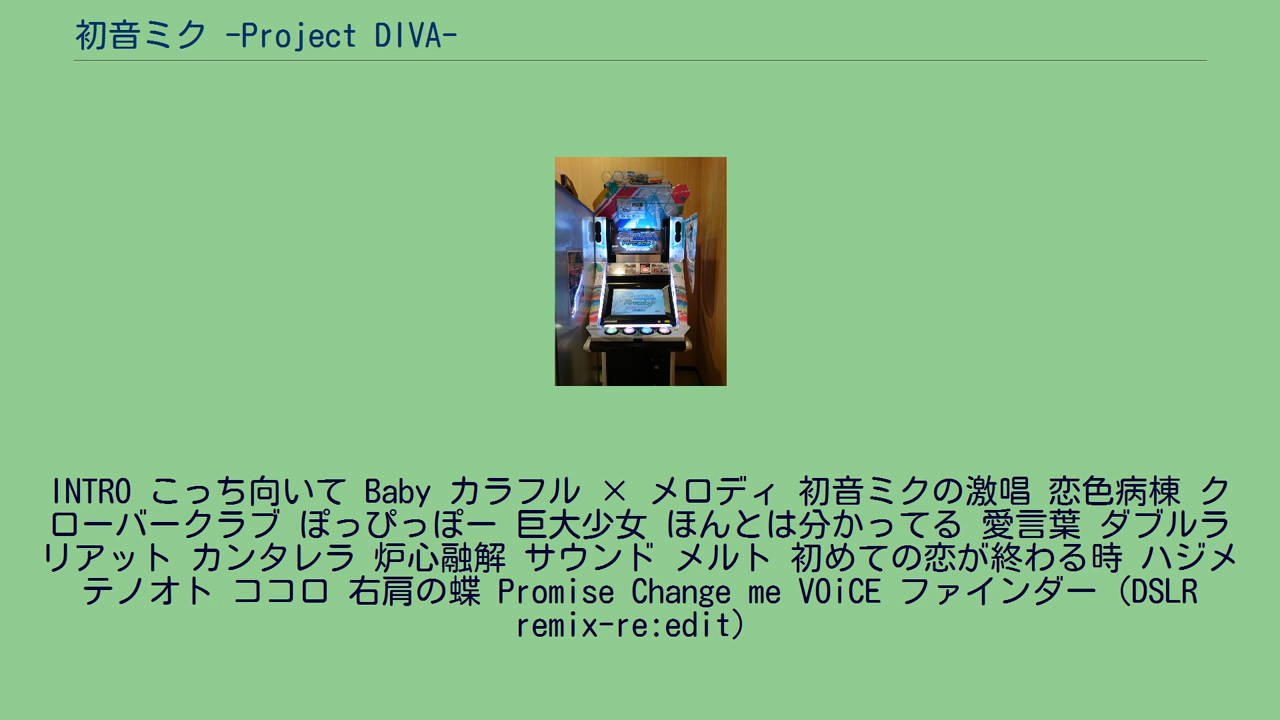 初音ミク -Project DIVA-
INTRO こっち向いて Baby カラフル × メロディ 初音ミクの激唱 恋色病棟 ク
ローバークラブ ぽっぴっぽー 巨大少女 ほんとは分かってる 愛言葉 ダブルラ
リアット カンタレラ 炉心融解 サウンド メルト 初めての恋が終わる時 ハジメ
テノオト ココロ 右肩の蝶 Promise Change me VOiCE ファインダー (DSLR
remix-re:edit)